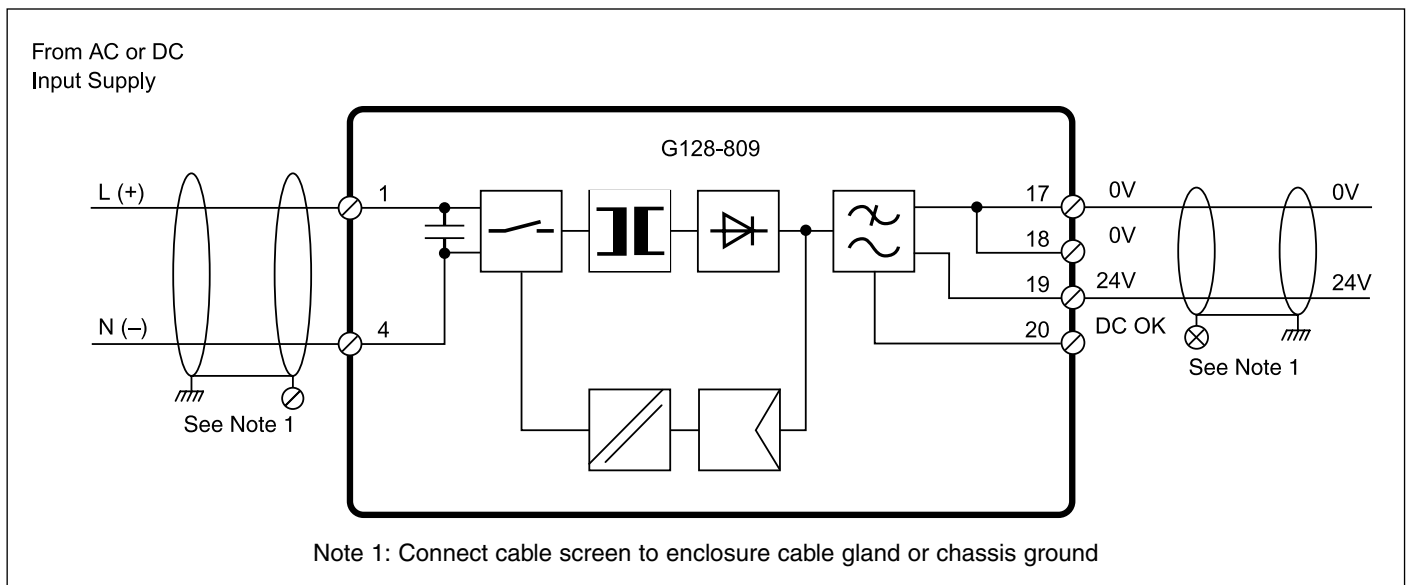 From AC or DC
Input Supply
G128-809
L (+)
1
17
0V
0V
18
0V
19
24V
24V
N (–)
4
20
DC OK
See Note 1
See Note 1
Note 1: Connect cable screen to enclosure cable gland or chassis ground